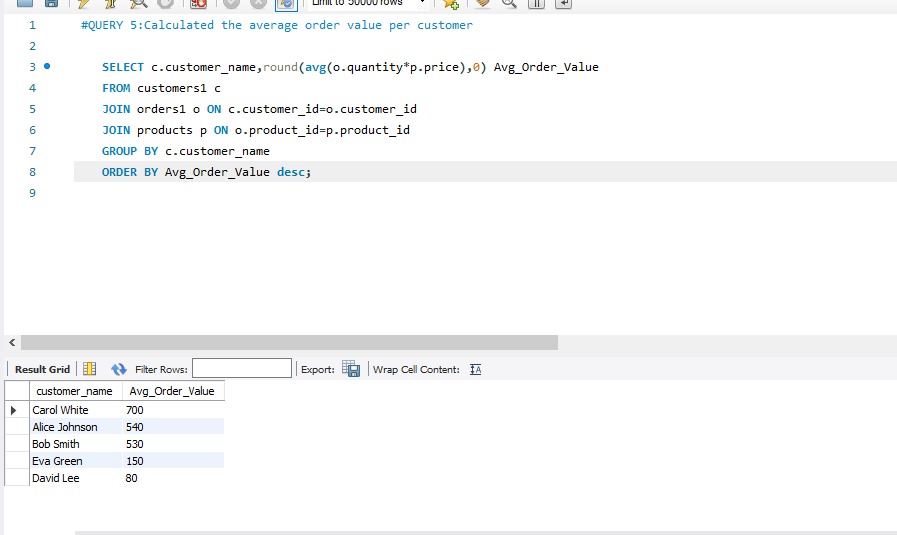 Limit to 50000 rows
1 #QUERY 5:Calculated the average order value per customer
2
3 SELECT c.customer_name,round(avg(o.quantity*p.price),0) Avg_Order_Value
4 FROM customers1 c
5 JOIN orders1 o ON c.customer_id=o.customer_id
6 JOIN products p ON o.product_id=p.product_id
7 GROUP BY c.customer_name
8 ORDER BY Avg_Order_Value desc;
9
Result Grid Filter Rows: Export: Wrap Cell Content: IA
customer_name Avg_Order_Value
Carol White 700
Alice Johnson 540
Bob Smith 530
Eva Green 150
David Lee 80